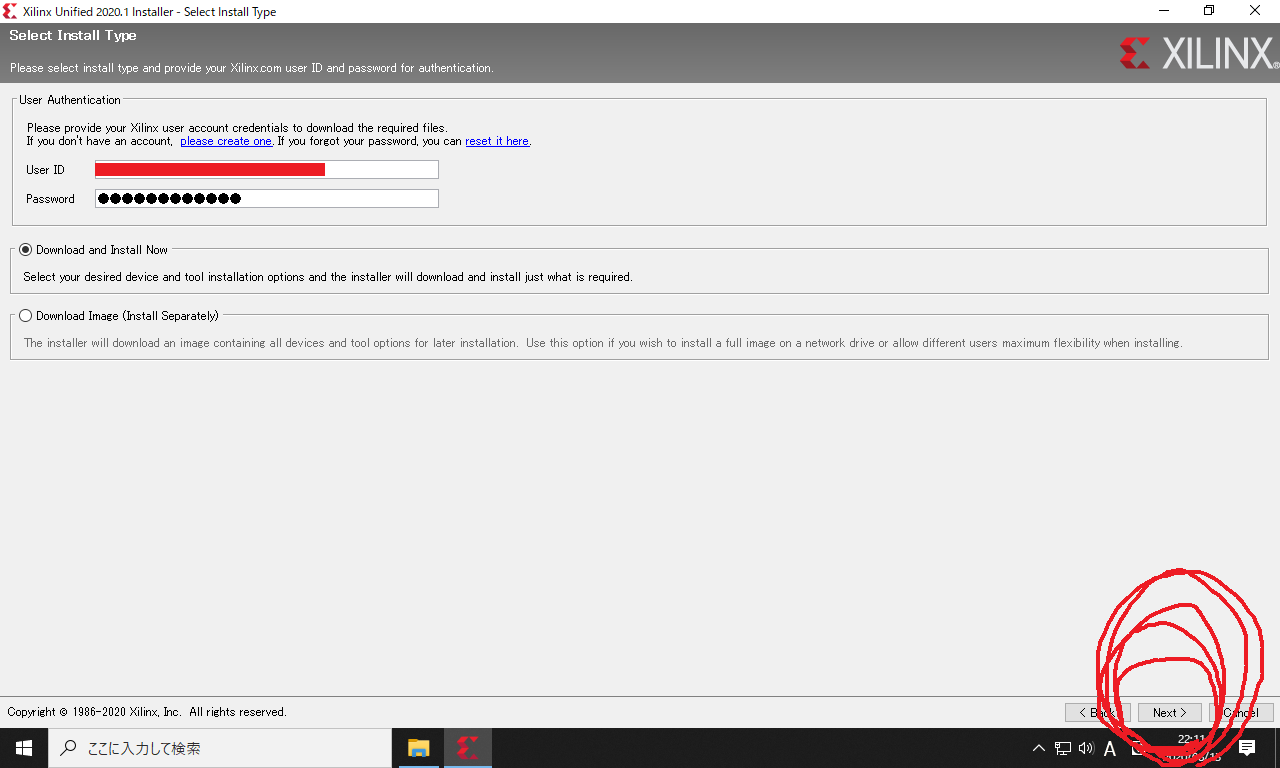 Xilinx Unified 2020.1 Installer - Select Install Type
Select Install Type
Please select install type and provide your Xilinx.com user ID and password for authentication.
XILINX®
User Authentication
Please provide your Xilinx user account credentials to download the required files.
If you don't have an account, please create one. If you forgot your password, you can reset it here.
User ID
Password
Download and Install Now
Select your desired device and tool installation options and the installer will download and install just what is required.
Download Image (Install Separately)
The installer will download an image containing all devices and tool options for later installation. Use this option if you wish to install a full image on a network drive or allow different users maximum flexibility when installing.
Copyright © 1986-2020 Xilinx, Inc. All rights reserved.
< Back
Next >
Cancel
ここに入力して検索
A
22:11